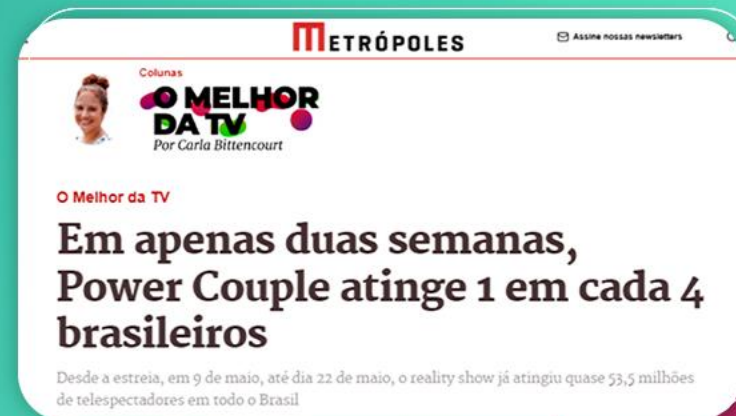 METRÓPOLES
Assine nossas newsletters
Colunas
O MELHOR
DA TV
Por Carla Bittencourt
O Melhor da TV
Em apenas duas semanas,
Power Couple atinge 1 em cada 4
brasileiros
Desde a estreia, em 9 de maio, até dia 22 de maio, o reality show já atingiu quase 53,5 milhões
de telespectadores em todo o Brasil